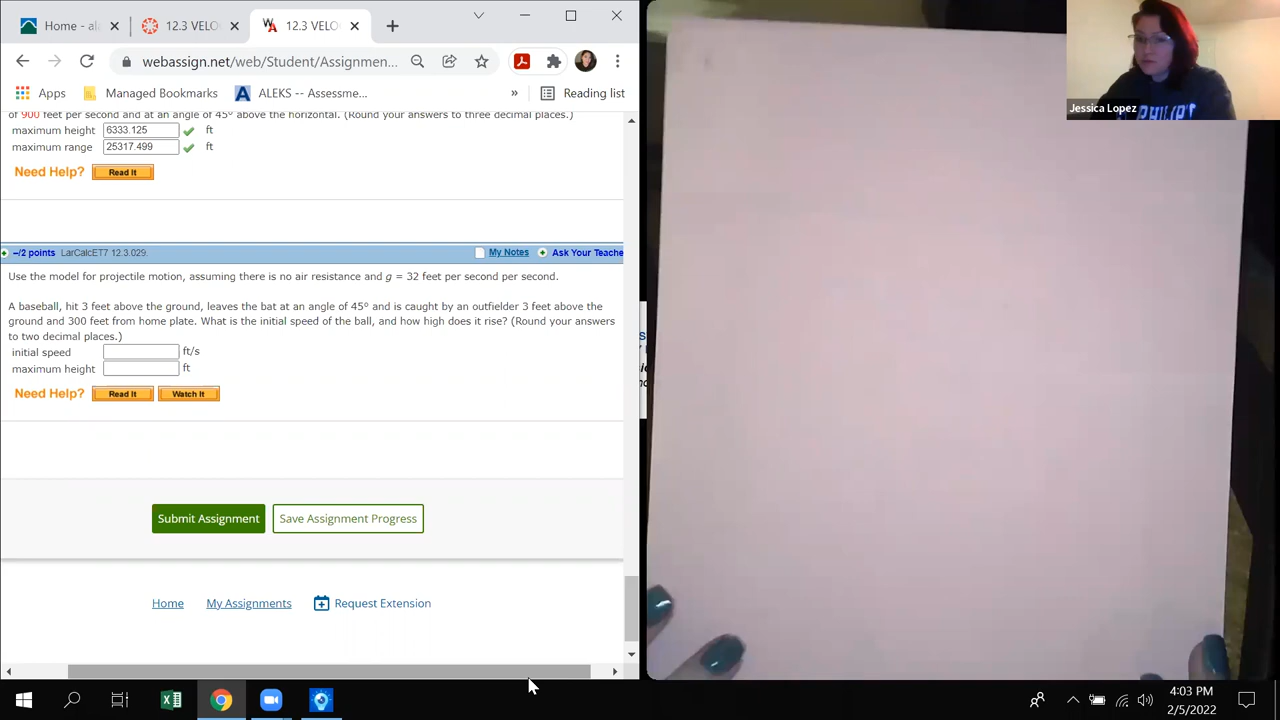 Home - al
12.3 VELO
12.3 VELO
webassign.net/web/Student/Assignmen...
Apps
Managed Bookmarks
ALEKS -- Assessme...
»
Reading list
of 900 feet per second and at an angle of 45° above the horizontal. (Round your answers to three decimal places.)
maximum height 6333.125 ft
maximum range 25317.499 ft
Need Help? Read It
–/2 points LarCalcET7 12.3.029.
My Notes
Ask Your Teache
Use the model for projectile motion, assuming there is no air resistance and g = 32 feet per second per second.
A baseball, hit 3 feet above the ground, leaves the bat at an angle of 45° and is caught by an outfielder 3 feet above the
ground and 300 feet from home plate. What is the initial speed of the ball, and how high does it rise? (Round your answers
to two decimal places.)
initial speed ft/s
maximum height ft
Need Help? Read It Watch It
Submit Assignment
Save Assignment Progress
Home
My Assignments
Request Extension
Jessica Lopez
4:03 PM
2/5/2022